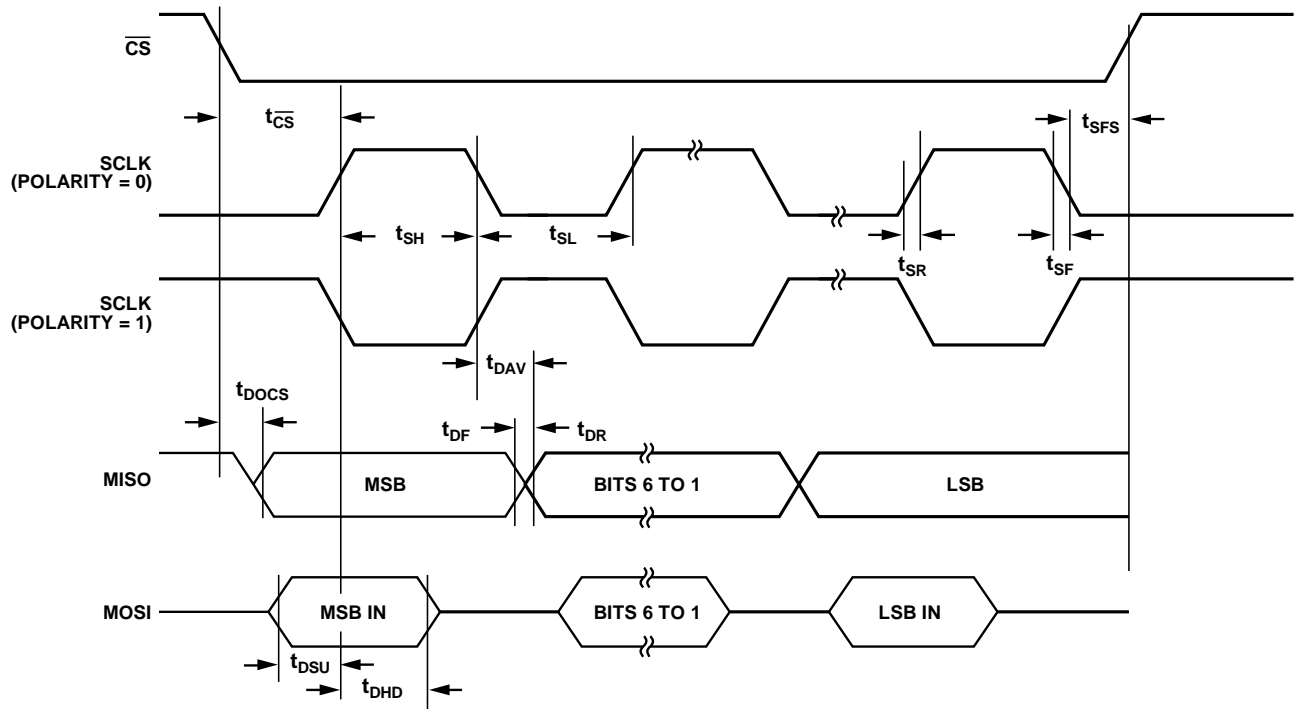 CS
tCS
tSFS
SCLK
(POLARITY = 0)
tSH
tSL
tSR
tSF
SCLK
(POLARITY = 1)
tDAV
tDOCS
tDF
tDR
MISO
MSB
BITS 6 TO 1
LSB
MOSI
MSB IN
BITS 6 TO 1
LSB IN
tDSU
tDHD